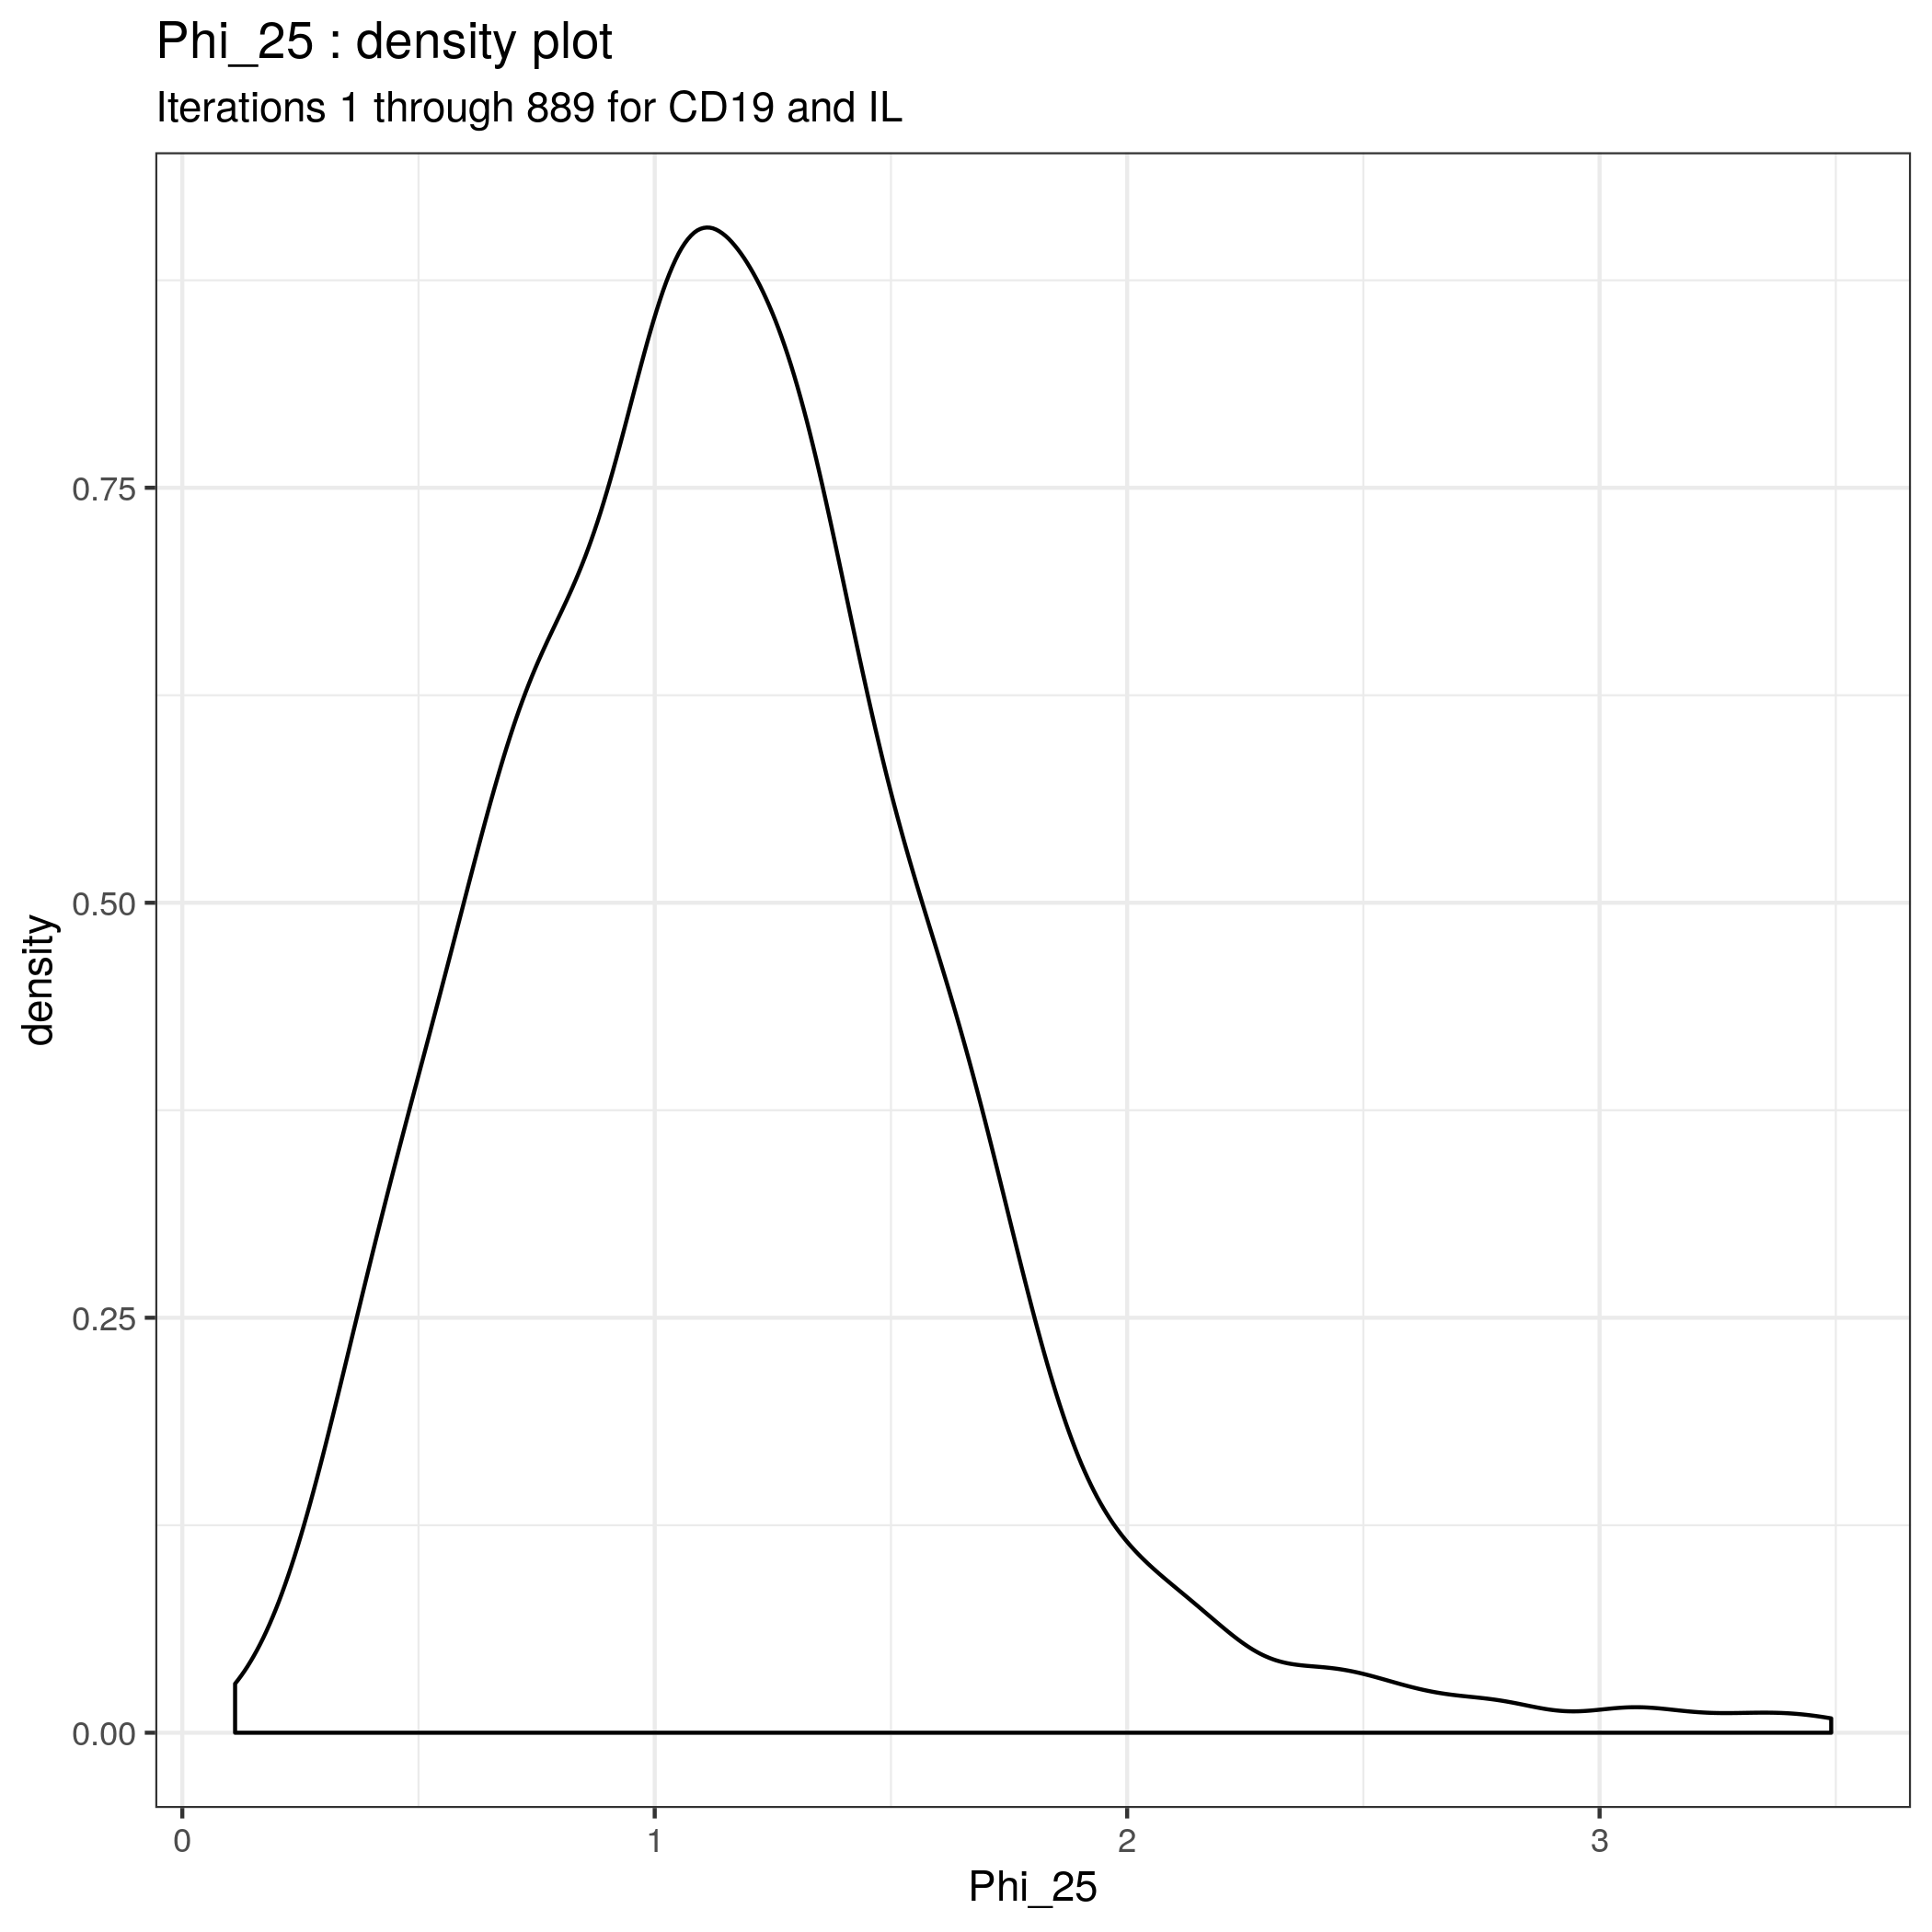 Phi_25 : density plot
Iterations 1 through 889 for CD19 and IL
density
0.75
0.50
0.25
0.00
0
1
2
3
Phi_25